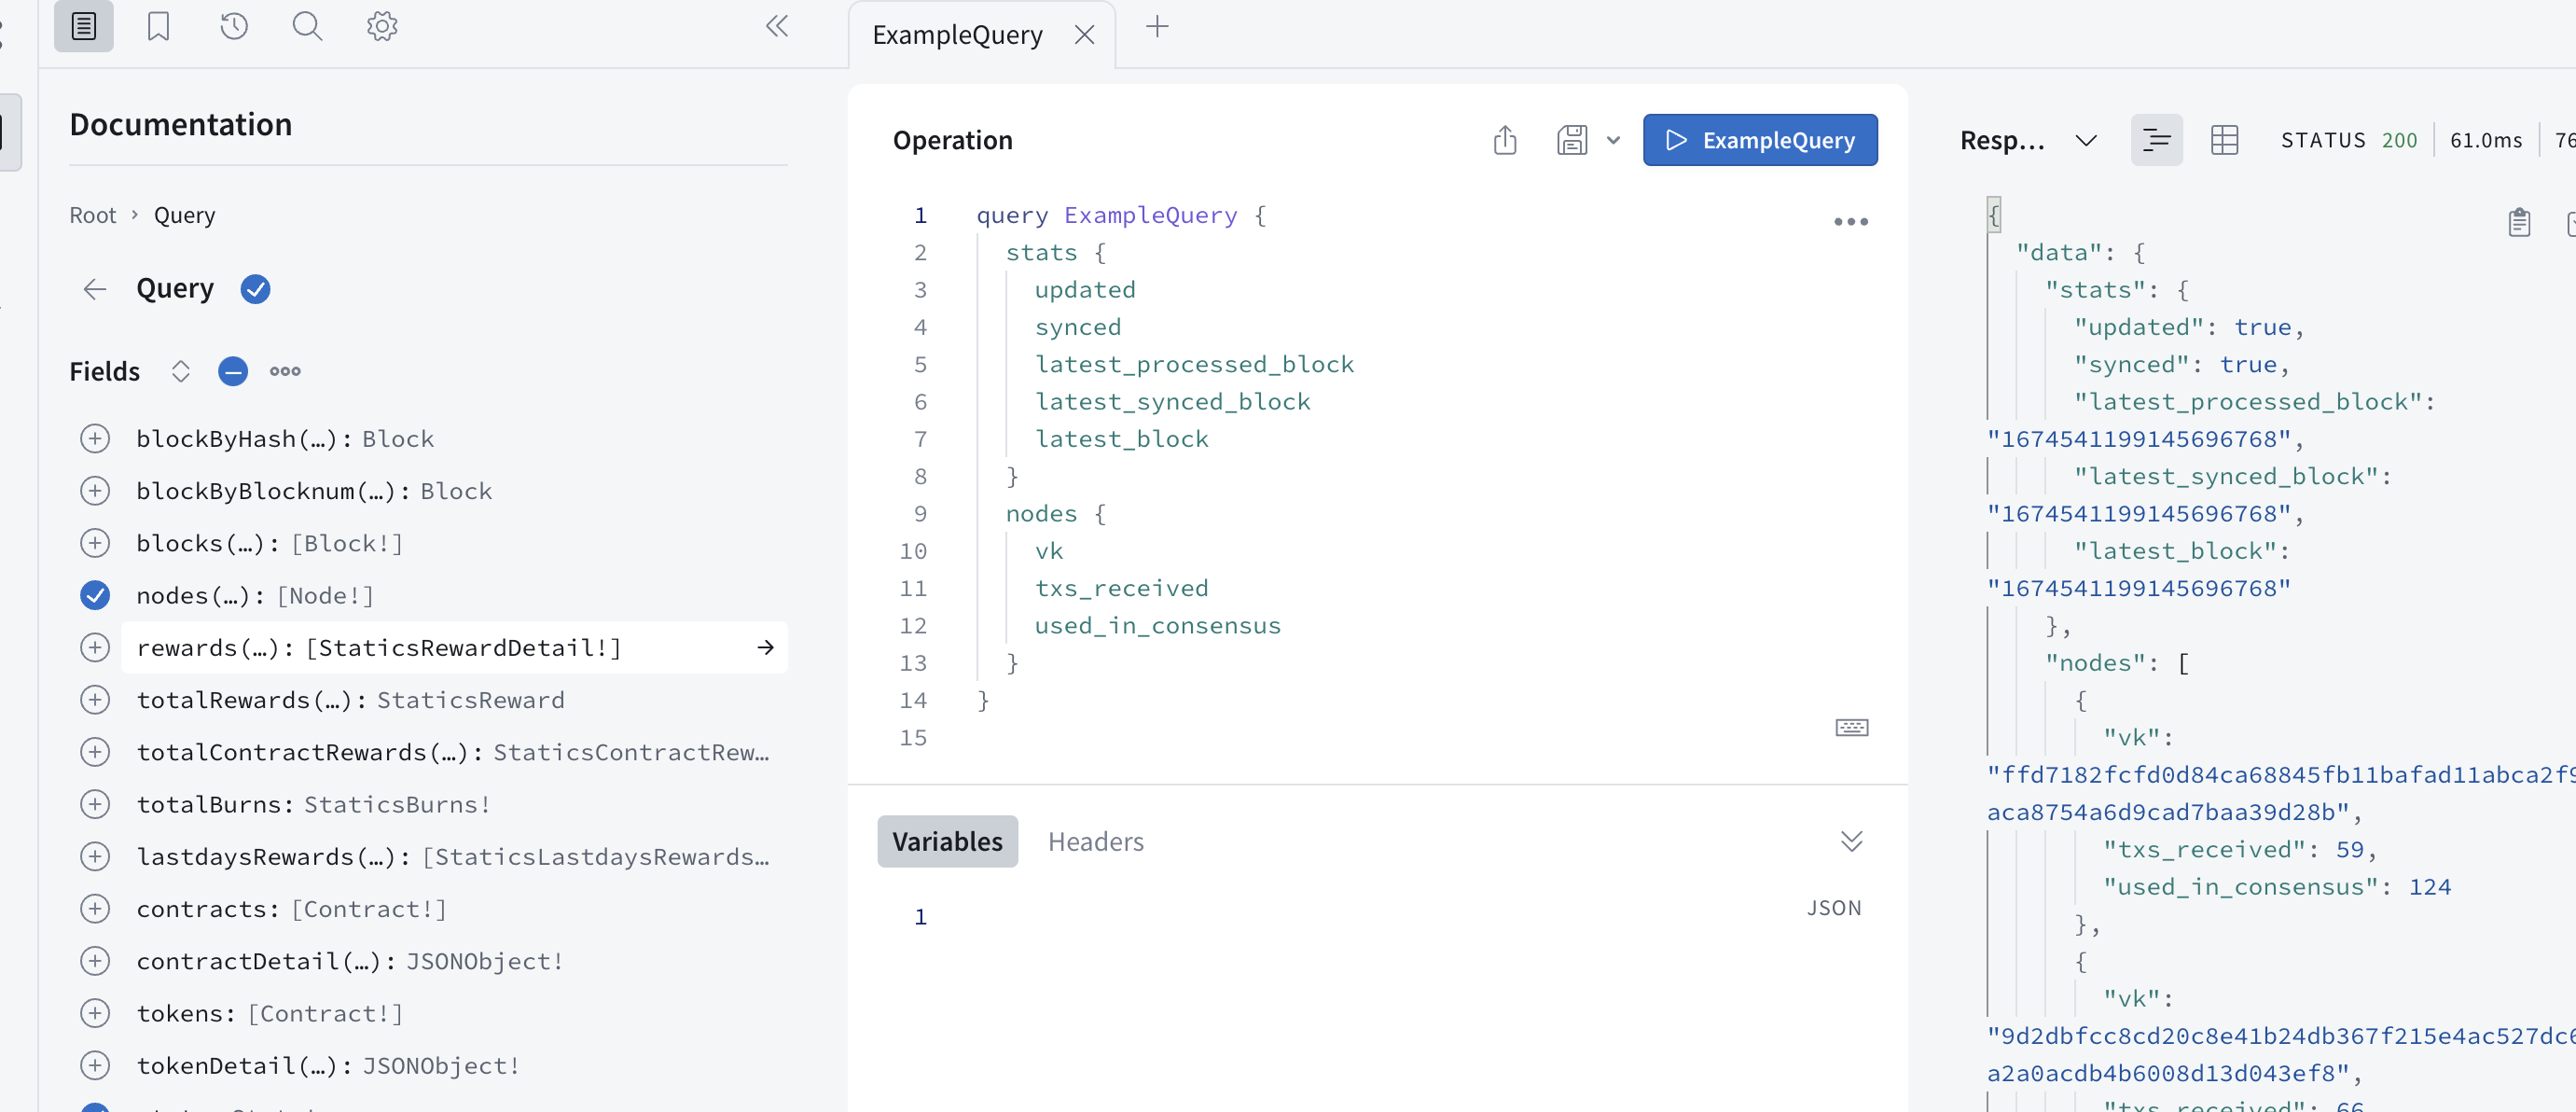 ExampleQuery
Documentation
Root › Query
Query
Fields
blockByHash(…): Block
blockByBlocknum(…): Block
blocks(…): [Block!]
nodes(…): [Node!]
rewards(…): [StaticsRewardDetail!]
totalRewards(…): StaticsReward
totalContractRewards(…): StaticsContractRew…
totalBurns: StaticsBurns!
lastdaysRewards(…): [StaticsLastdaysRewards…
contracts: [Contract!]
contractDetail(…): JSONObject!
tokens: [Contract!]
tokenDetail(…): JSONObject!
Operation
ExampleQuery
1 query ExampleQuery {
2 stats {
3 updated
4 synced
5 latest_processed_block
6 latest_synced_block
7 latest_block
8 }
9 nodes {
10 vk
11 txs_received
12 used_in_consensus
13 }
14 }
15
Variables Headers
1
JSON
Resp… STATUS 200 61.0ms 76
{
"data": {
"stats": {
"updated": true,
"synced": true,
"latest_processed_block":
"1674541199145696768",
"latest_synced_block":
"1674541199145696768",
"latest_block":
"1674541199145696768"
},
"nodes": [
{
"vk":
"ffd7182fcfd0d84ca68845fb11bafad11abca2f9
aca8754a6d9cad7baa39d28b",
"txs_received": 59,
"used_in_consensus": 124
},
{
"vk":
"9d2dbfcc8cd20c8e41b24db367f215e4ac527dc6
a2a0acdb4b6008d13d043ef8",
"txs_received": 66